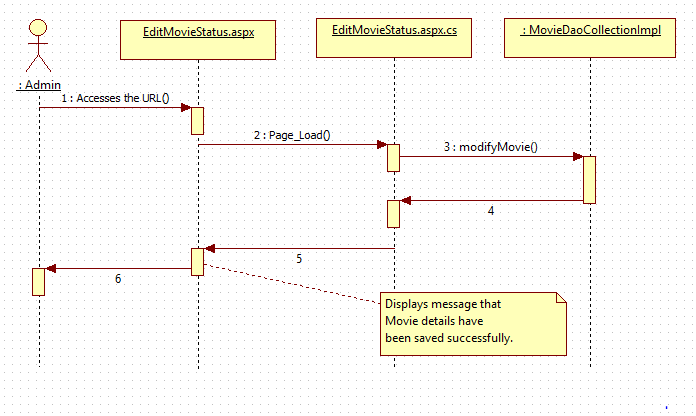 EditMovieStatus.aspx
EditMovieStatus.aspx.cs
: MovieDaoCollectionImpl
: Admin
1 : Accesses the URL()
2 : Page_Load()
3 : modifyMovie()
4
5
6
Displays message that
Movie details have
been saved successfully.